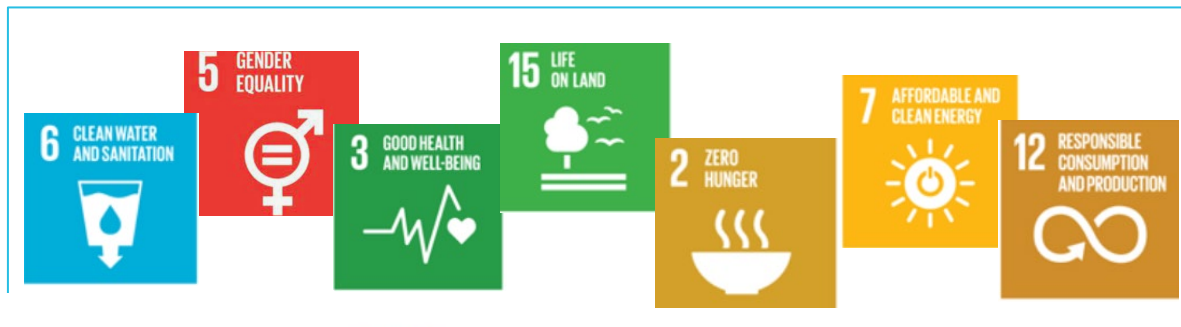 6 CLEAN WATER
AND SANITATION
5 GENDER
EQUALITY
3 GOOD HEALTH
AND WELL-BEING
15 LIFE
ON LAND
2 ZERO
HUNGER
7 AFFORDABLE AND
CLEAN ENERGY
12 RESPONSIBLE
CONSUMPTION
AND PRODUCTION